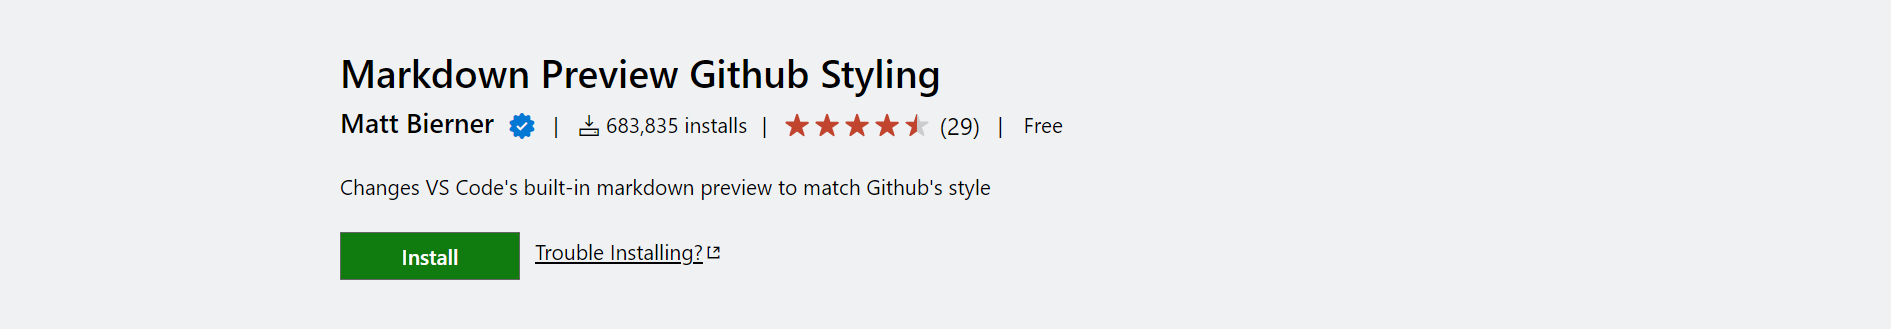 Markdown Preview Github Styling
Matt Bierner | 683,835 installs | (29) | Free
Changes VS Code's built-in markdown preview to match Github's style
Install Trouble Installing?